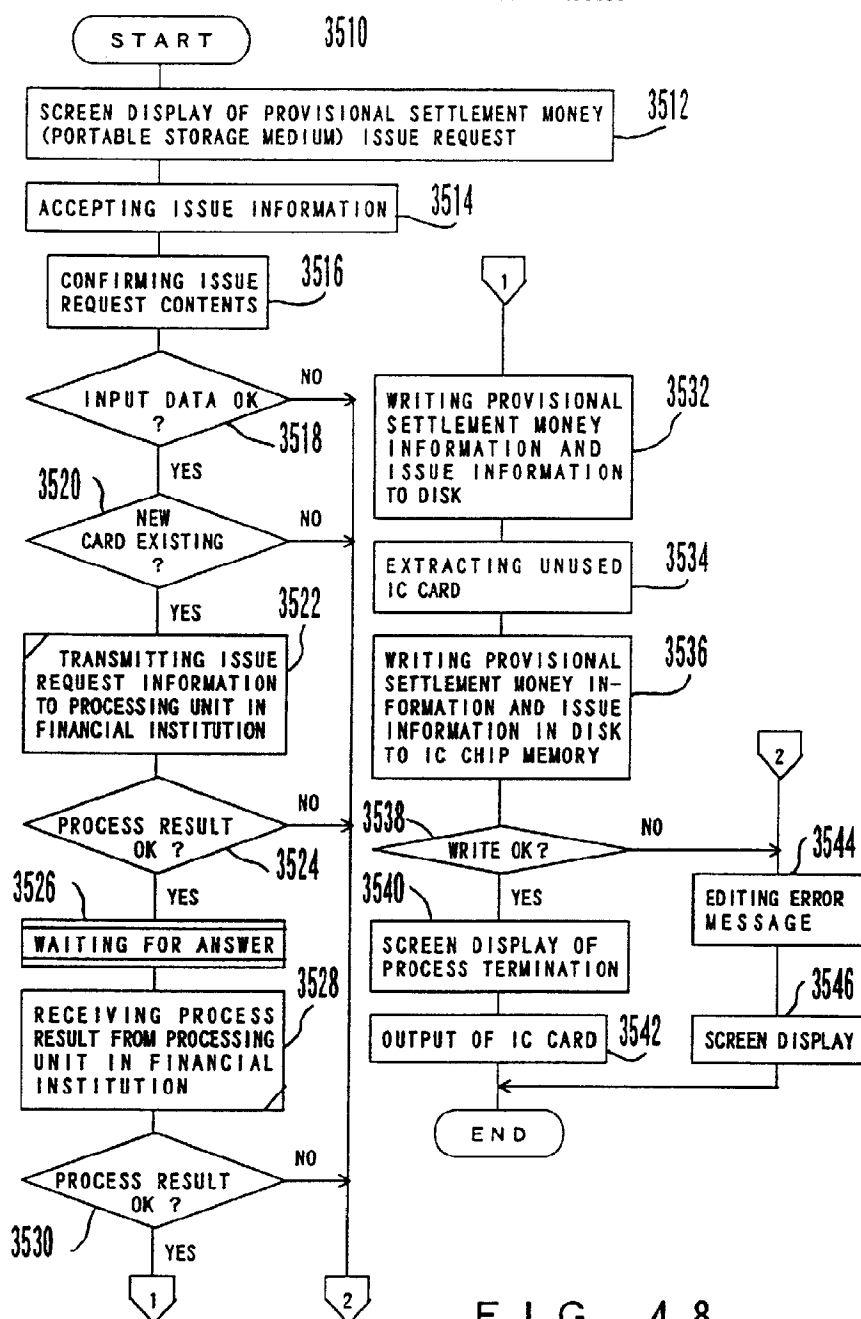 START
3510
SCREEN DISPLAY OF PROVISIONAL SETTLEMENT MONEY
(PORTABLE STORAGE MEDIUM) ISSUE REQUEST
3512
ACCEPTING ISSUE INFORMATION
3514
CONFIRMING ISSUE
REQUEST CONTENTS
3516
INPUT DATA OK
?
NO
3518
YES
3520
NEW
CARD EXISTING
?
NO
YES
3522
TRANSMITTING ISSUE
REQUEST INFORMATION
TO PROCESSING UNIT IN
FINANCIAL INSTITUTION
PROCESS RESULT
OK ?
NO
3524
YES
3526
WAITING FOR ANSWER
3528
RECEIVING PROCESS
RESULT FROM PROCESSING
UNIT IN FINANCIAL
INSTITUTION
PROCESS RESULT
OK ?
NO
3530
YES
1
2
1
WRITING PROVISIONAL
SETTLEMENT MONEY
INFORMATION AND
ISSUE INFORMATION
TO DISK
3532
EXTRACTING UNUSED
IC CARD
3534
WRITING PROVISIONAL
SETTLEMENT MONEY IN-
FORMATION AND ISSUE
INFORMATION IN DISK
TO IC CHIP MEMORY
3536
2
3538
WRITE OK?
NO
YES
3540
SCREEN DISPLAY OF
PROCESS TERMINATION
OUTPUT OF IC CARD
3542
3544
EDITING ERROR
MESSAGE
3546
SCREEN DISPLAY
END
FIG. 48